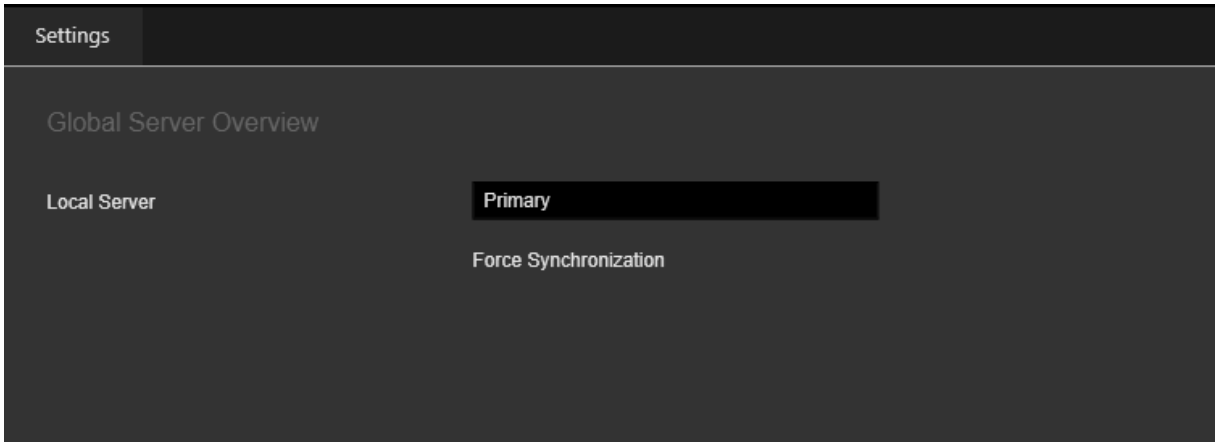 Settings
Global Server Overview
Local Server
Primary
Force Synchronization